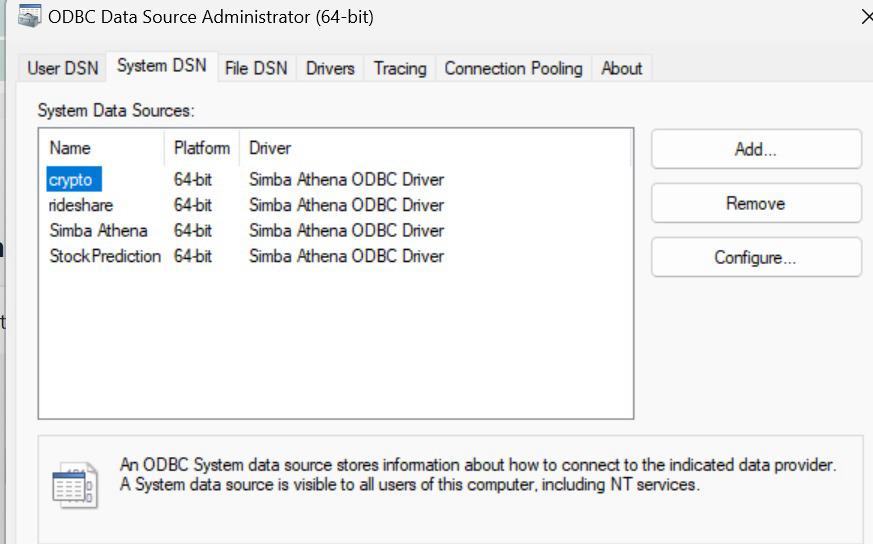 ODBC Data Source Administrator (64-bit)
User DSN System DSN File DSN Drivers Tracing Connection Pooling About
System Data Sources:
Name Platform Driver
crypto 64-bit Simba Athena ODBC Driver
rideshare 64-bit Simba Athena ODBC Driver
Simba Athena 64-bit Simba Athena ODBC Driver
StockPrediction 64-bit Simba Athena ODBC Driver
Add...
Remove
Configure...
An ODBC System data source stores information about how to connect to the indicated data provider.
A System data source is visible to all users of this computer, including NT services.